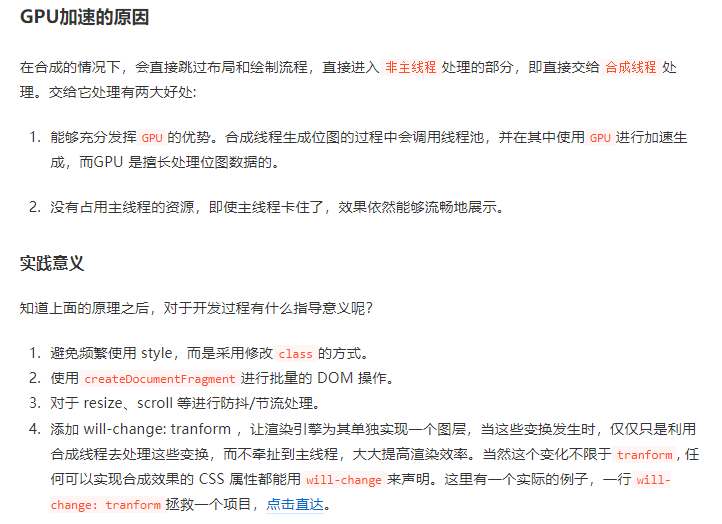 GPU加速的原因
在合成的情况下，会直接跳过布局和绘制流程，直接进入 非主线程 处理的部分，即直接交给 合成线程 处
理。交给它处理有两大好处:
1. 能够充分发挥 GPU 的优势。合成线程生成位图的过程中会调用线程池，并在其中使用 GPU 进行加速生
成，而GPU 是擅长处理位图数据的。
2. 没有占用主线程的资源，即使主线程卡住了，效果依然能够流畅地展示。
实践意义
知道上面的原理之后，对于开发过程有什么指导意义呢？
1. 避免频繁使用 style，而是采用修改 class 的方式。
2. 使用 createDocumentFragment 进行批量的 DOM 操作。
3. 对于 resize、scroll 等进行防抖/节流处理。
4. 添加 will-change: tranform ，让渲染引擎为其单独实现一个图层，当这些变换发生时，仅仅只是利用
合成线程去处理这些变换，而不牵扯到主线程，大大提高渲染效率。当然这个变化不限于 tranform , 任
何可以实现合成效果的 CSS 属性都能用 will-change 来声明。这里有一个实际的例子，一行 will-
change: tranform 拯救一个项目，点击直达。